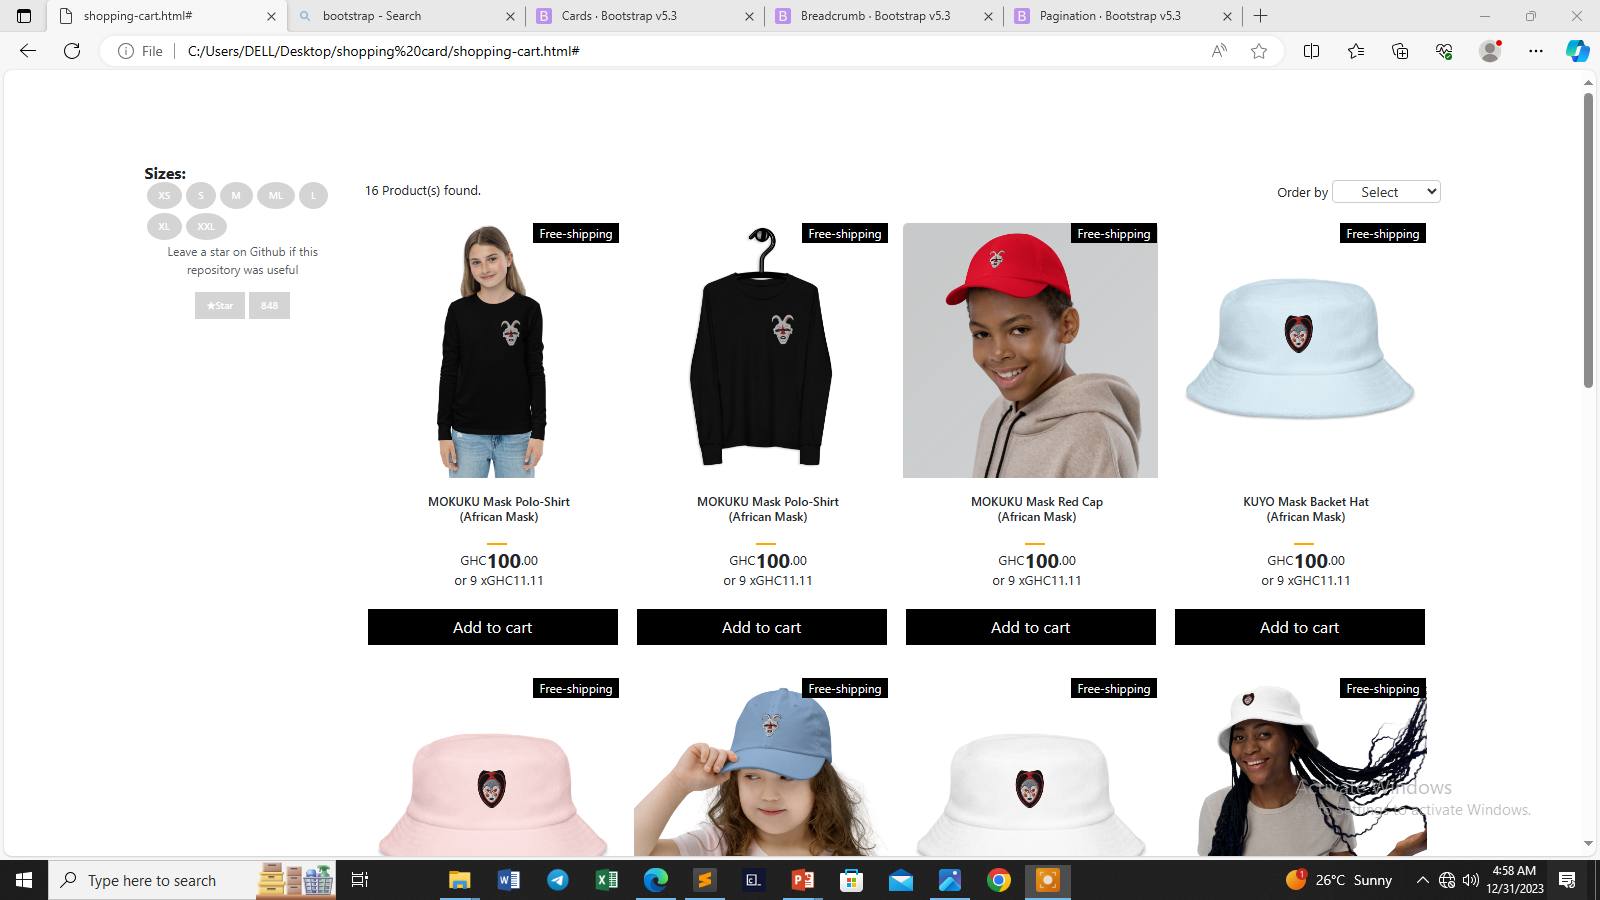 shopping-cart.html#
bootstrap - Search
Cards · Bootstrap v5.3
Breadcrumb · Bootstrap v5.3
Pagination · Bootstrap v5.3
File
C:/Users/DELL/Desktop/shopping%20card/shopping-cart.html#
Sizes:
XS S M ML L
XL XXL
Leave a star on Github if this
repository was useful
★Star 848
16 Product(s) found.
Order by Select
Free-shipping
MOKUKU Mask Polo-Shirt
(African Mask)
GHC100.00
or 9 xGHC11.11
Add to cart
Free-shipping
MOKUKU Mask Polo-Shirt
(African Mask)
GHC100.00
or 9 xGHC11.11
Add to cart
Free-shipping
MOKUKU Mask Red Cap
(African Mask)
GHC100.00
or 9 xGHC11.11
Add to cart
Free-shipping
KUYO Mask Backet Hat
(African Mask)
GHC100.00
or 9 xGHC11.11
Add to cart
Free-shipping
Free-shipping
Free-shipping
Free-shipping
Activate Windows
to activate Windows.
Type here to search
1
26°C Sunny
4:58 AM
12/31/2023